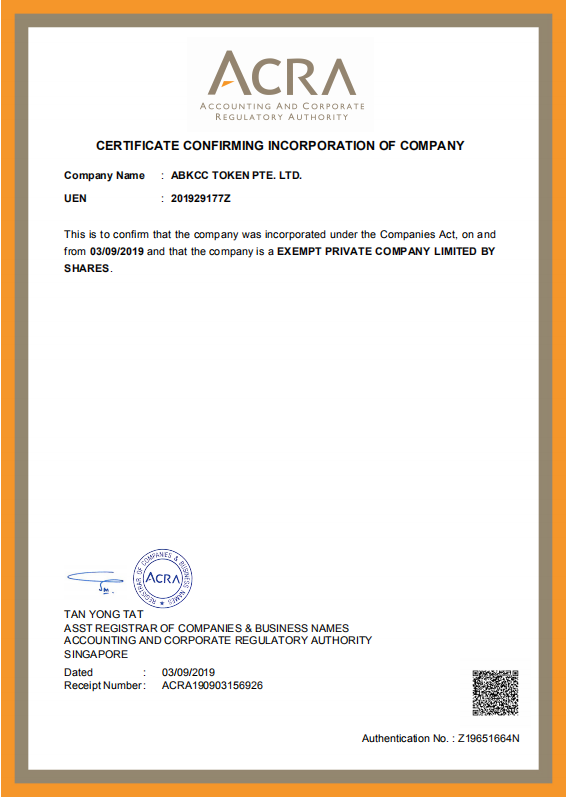 ACRA
ACCOUNTING AND CORPORATE
REGULATORY AUTHORITY
CERTIFICATE CONFIRMING INCORPORATION OF COMPANY
Company Name : ABKCC TOKEN PTE. LTD.
UEN : 201929177Z
This is to confirm that the company was incorporated under the Companies Act, on and
from 03/09/2019 and that the company is a EXEMPT PRIVATE COMPANY LIMITED BY
SHARES.
REGISTRAR OF COMPANIES & BUSINESS NAMES
ACRA
TAN YONG TAT
ASST REGISTRAR OF COMPANIES & BUSINESS NAMES
ACCOUNTING AND CORPORATE REGULATORY AUTHORITY
SINGAPORE
Dated : 03/09/2019
Receipt Number : ACRA190903156926
Authentication No. : Z19651664N